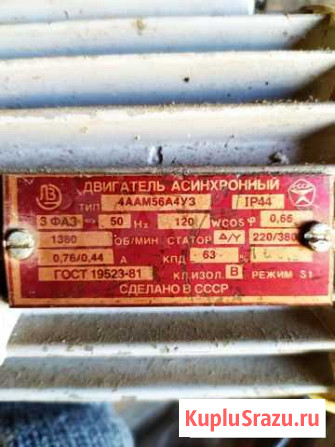 ДВИГАТЕЛЬ АСИНХРОННЫЙ
ТИП 4ААМ56А4У3 IP44
3 ФАЗ 50 Hz 120 W COS φ 0,66
1380 ОБ/МИН СТАТОР Δ/Y 220/380
0,76/0,44 А КПД 63
ГОСТ 19523-81 КЛ.ИЗОЛ. В РЕЖИМ S1
СДЕЛАНО В СССР
KupluSrazu.ru